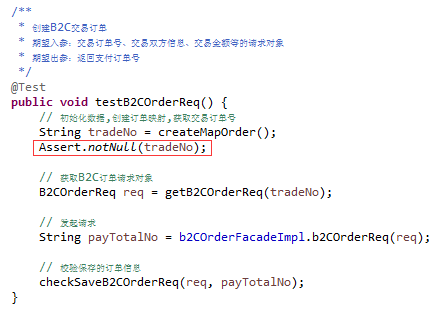 /**
 * 创建B2C交易订单
 * 期望入参：交易订单号、交易双方信息、交易金额等的请求对象
 * 期望出参：返回支付订单号
 */
@Test
public void testB2COrderReq() {
    // 初始化数据,创建订单映射,获取交易订单号
    String tradeNo = createMapOrder();
    Assert.notNull(tradeNo);
    // 获取B2C订单请求对象
    B2COrderReq req = getB2COrderReq(tradeNo);
    // 发起请求
    String payTotalNo = b2COrderFacadeImpl.b2COrderReq(req);
    // 校验保存的订单信息
    checkSaveB2COrderReq(req, payTotalNo);
}